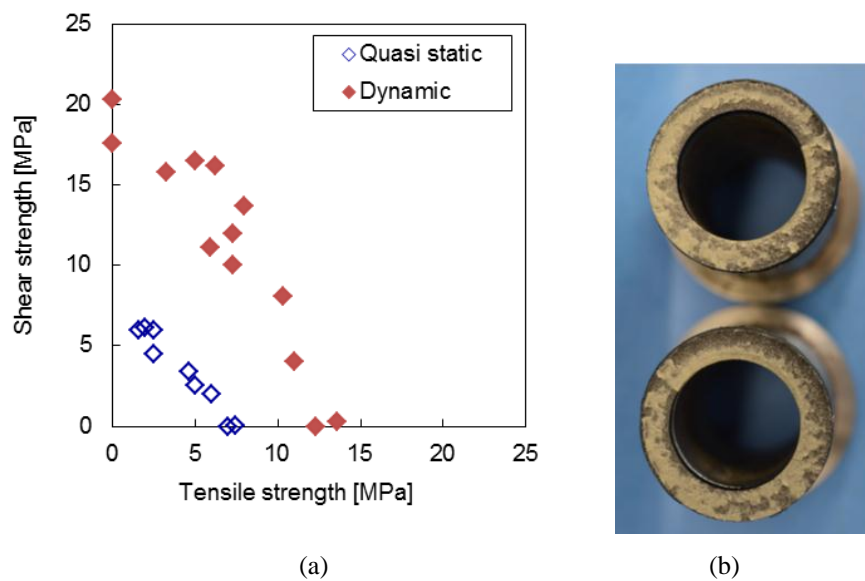 25
20
15
10
5
0
Shear strength [MPa]
Quasi static
Dynamic
0 5 10 15 20 25
Tensile strength [MPa]
(a) (b)